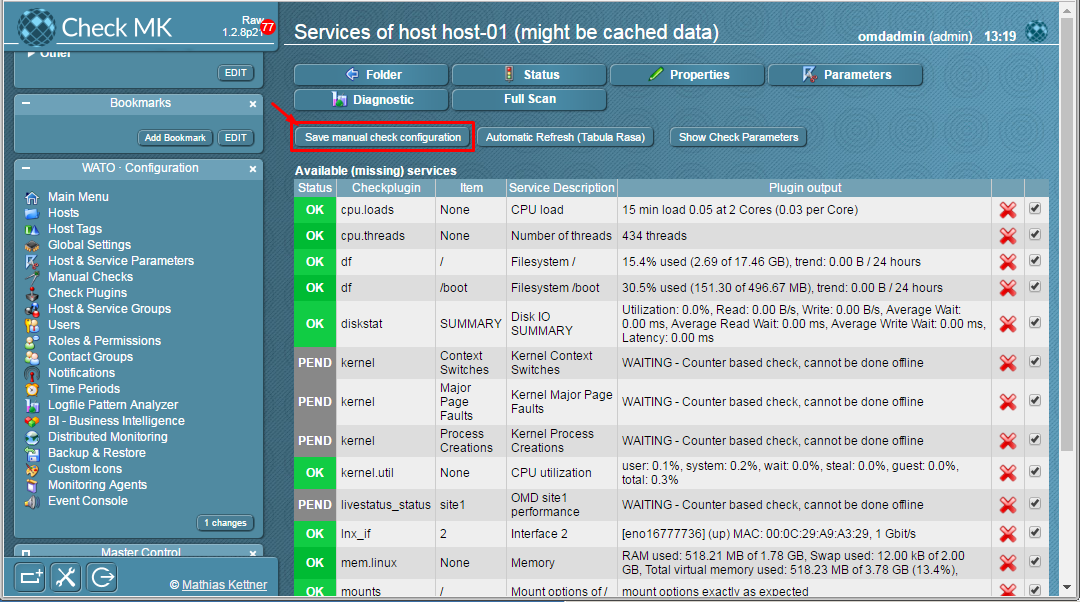 Check MK
Raw
1.2.8p21
77
Other
EDIT
Bookmarks
Add Bookmark EDIT
WATO · Configuration
Main Menu
Hosts
Host Tags
Global Settings
Host & Service Parameters
Manual Checks
Check Plugins
Host & Service Groups
Users
Roles & Permissions
Contact Groups
Notifications
Time Periods
Logfile Pattern Analyzer
BI - Business Intelligence
Distributed Monitoring
Backup & Restore
Custom Icons
Monitoring Agents
Event Console
1 changes
Master Control
© Mathias Kettner
Services of host host-01 (might be cached data)
omdadmin (admin) 13:19
Folder Status Properties Parameters
Diagnostic Full Scan
Save manual check configuration Automatic Refresh (Tabula Rasa) Show Check Parameters
Available (missing) services
Status Checkplugin Item Service Description Plugin output
OK cpu.loads None CPU load 15 min load 0.05 at 2 Cores (0.03 per Core)
OK cpu.threads None Number of threads 434 threads
OK df / Filesystem / 15.4% used (2.69 of 17.46 GB), trend: 0.00 B / 24 hours
OK df /boot Filesystem /boot 30.5% used (151.30 of 496.67 MB), trend: 0.00 B / 24 hours
OK diskstat SUMMARY Disk IO
SUMMARY
Utilization: 0.0%, Read: 0.00 B/s, Write: 0.00 B/s, Average Wait:
0.00 ms, Average Read Wait: 0.00 ms, Average Write Wait: 0.00 ms,
Latency: 0.00 ms
PEND kernel Context
Switches
Kernel Context
Switches
WAITING - Counter based check, cannot be done offline
PEND kernel Major
Page
Faults
Kernel Major Page
Faults
WAITING - Counter based check, cannot be done offline
PEND kernel Process
Creations
Kernel Process
Creations
WAITING - Counter based check, cannot be done offline
OK kernel.util None CPU utilization user: 0.1%, system: 0.2%, wait: 0.0%, steal: 0.0%, guest: 0.0%,
total: 0.3%
PEND livestatus_status site1 OMD site1
performance
WAITING - Counter based check, cannot be done offline
OK lnx_if 2 Interface 2 [eno16777736] (up) MAC: 00:0C:29:A9:A3:29, 1 Gbit/s
OK mem.linux None Memory RAM used: 518.21 MB of 1.78 GB, Swap used: 12.00 kB of 2.00
GB, Total virtual memory used: 518.23 MB of 3.78 GB (13.4%),
OK mounts / Mount options of / mount options exactly as expected